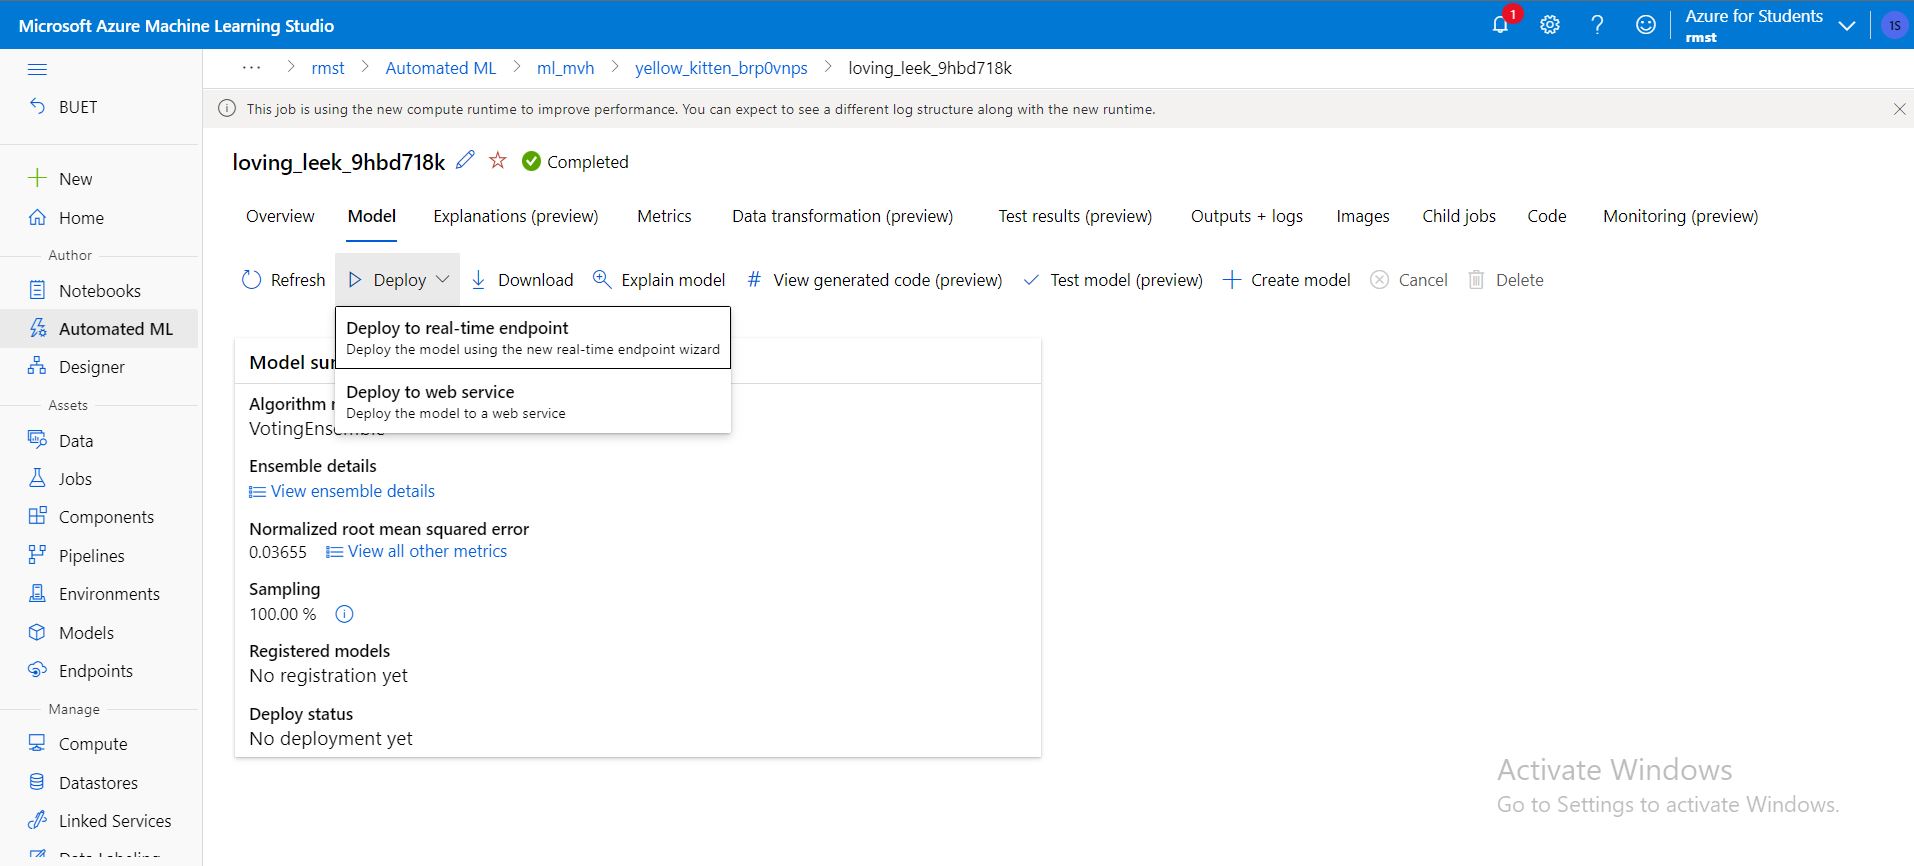 Microsoft Azure Machine Learning Studio
1
Azure for Students
rmst
1S
BUET
New
Home
Author
Notebooks
Automated ML
Designer
Assets
Data
Jobs
Components
Pipelines
Environments
Models
Endpoints
Manage
Compute
Datastores
Linked Services
Data Labeling
··· > rmst > Automated ML > ml_mvh > yellow_kitten_brp0vnps > loving_leek_9hbd718k
This job is using the new compute runtime to improve performance. You can expect to see a different log structure along with the new runtime.
loving_leek_9hbd718k Completed
Overview Model Explanations (preview) Metrics Data transformation (preview) Test results (preview) Outputs + logs Images Child jobs Code Monitoring (preview)
Refresh Deploy Download Explain model # View generated code (preview) Test model (preview) Create model Cancel Delete
Deploy to real-time endpoint
Deploy the model using the new real-time endpoint wizard
Deploy to web service
Deploy the model to a web service
Model
Algorithm
VotingEnsemble
Ensemble details
View ensemble details
Normalized root mean squared error
0.03655 View all other metrics
Sampling
100.00 %
Registered models
No registration yet
Deploy status
No deployment yet
Activate Windows
Go to Settings to activate Windows.